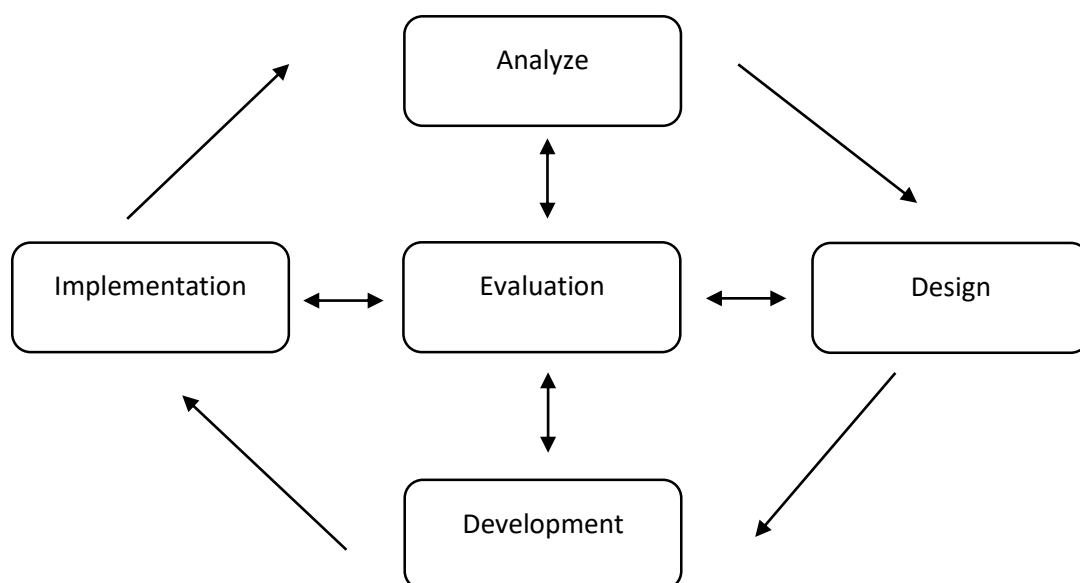 Analyze
Implementation
Evaluation
Design
Development